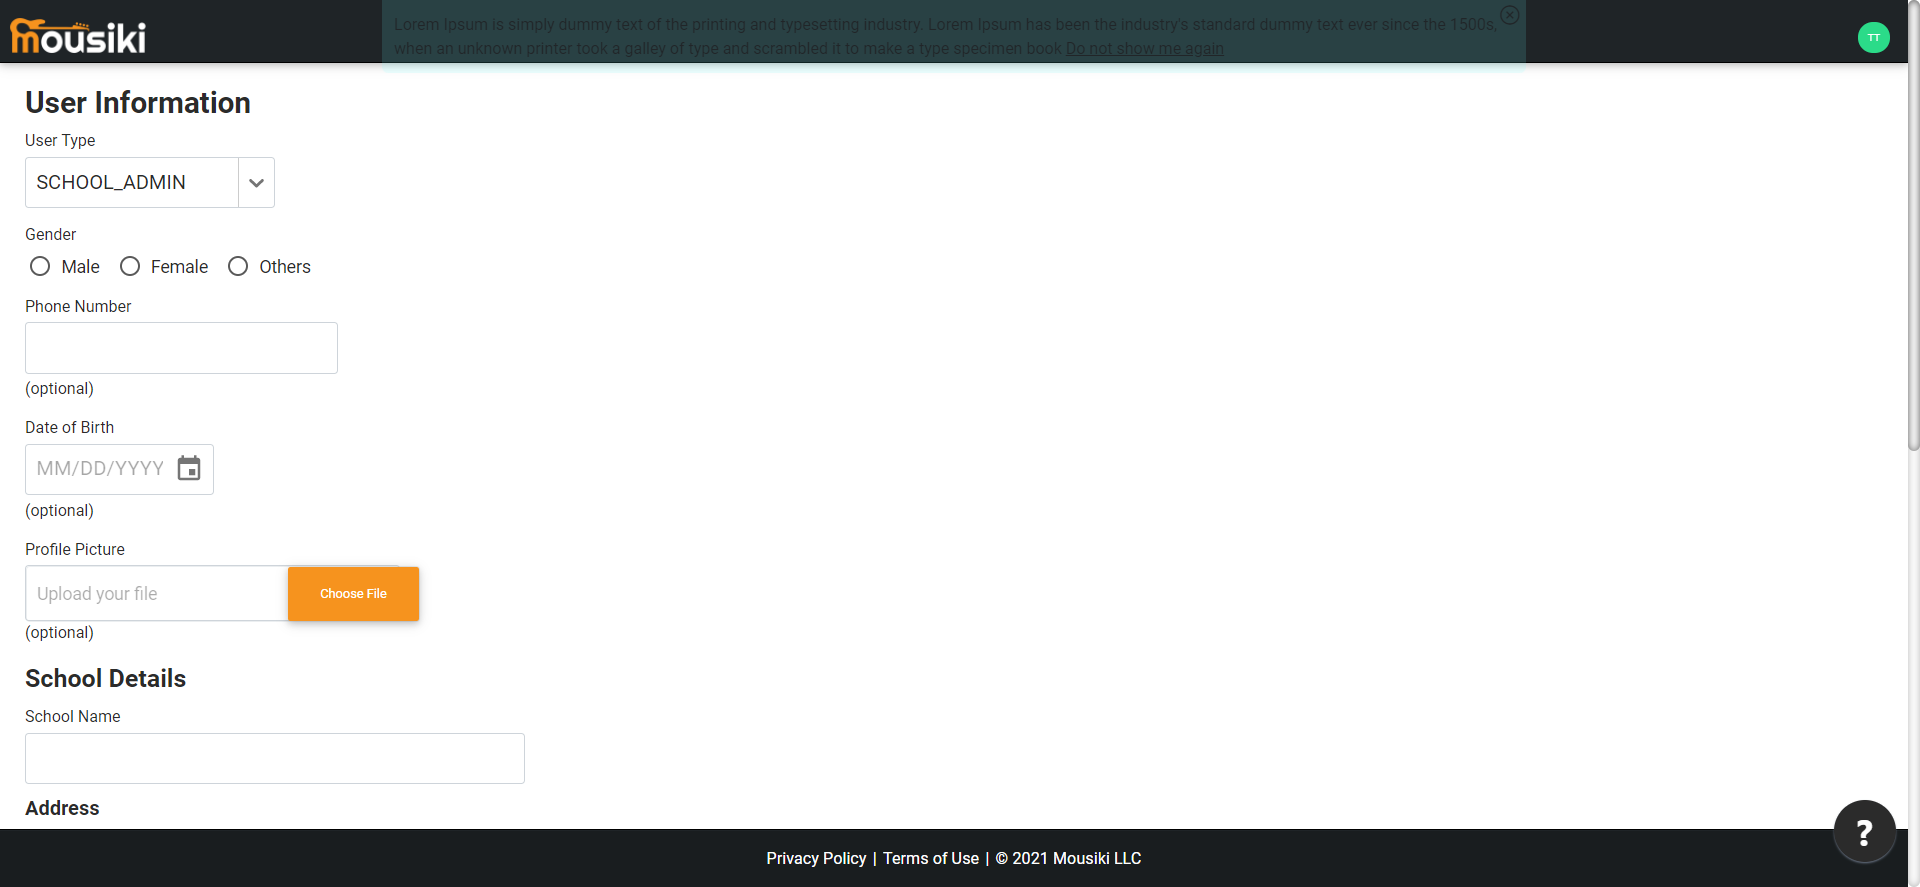 mousiki
Lorem Ipsum is simply dummy text of the printing and typesetting industry. Lorem Ipsum has been the industry's standard dummy text ever since the 1500s,
when an unknown printer took a galley of type and scrambled it to make a type specimen book Do not show me again
TT
User Information
User Type
SCHOOL_ADMIN
Gender
Male Female Others
Phone Number
(optional)
Date of Birth
MM/DD/YYYY
(optional)
Profile Picture
Upload your file Choose File
(optional)
School Details
School Name
Address
?
Privacy Policy | Terms of Use | © 2021 Mousiki LLC